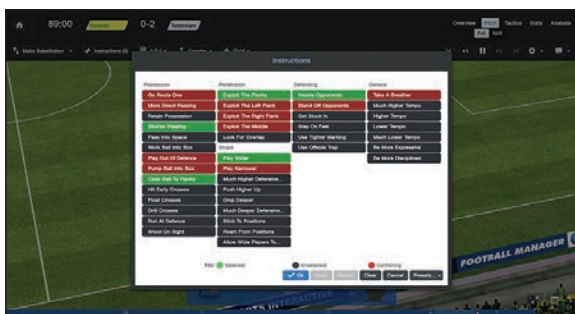 89:00
0-2
Tottenham
Overview Pitch Tactics Stats Analysis
Full Split
Make Substitution
Instructions
Instructions
Possession
Go Route One
More Direct Passing
Retain Possession
Shorter Passing
Pass Into Space
Work Ball Into Box
Play Out Of Defence
Pump Ball Into Box
Clear Ball To Flanks
Hit Early Crosses
Float Crosses
Drill Crosses
Run At Defence
Shoot On Sight
Penetration
Exploit The Flanks
Exploit The Left Flank
Exploit The Right Flank
Exploit The Middle
Look For Overlap
Shape
Play Wider
Play Narrower
Much Higher Defensive...
Push Higher Up
Drop Deeper
Much Deeper Defensive...
Stick To Positions
Roam From Positions
Allow Wide Players To...
Defending
Hassle Opponents
Stand Off Opponents
Get Stuck In
Stay On Feet
Use Tighter Marking
Use Offside Trap
General
Take A Breather
Much Higher Tempo
Higher Tempo
Lower Tempo
Much Lower Tempo
Be More Expressive
Be More Disciplined
Key: Selected Unselected Conflicting
Ok Clear Cancel Presets...
FOOTBALL MANAGER
SPORTS INTERACTIVE